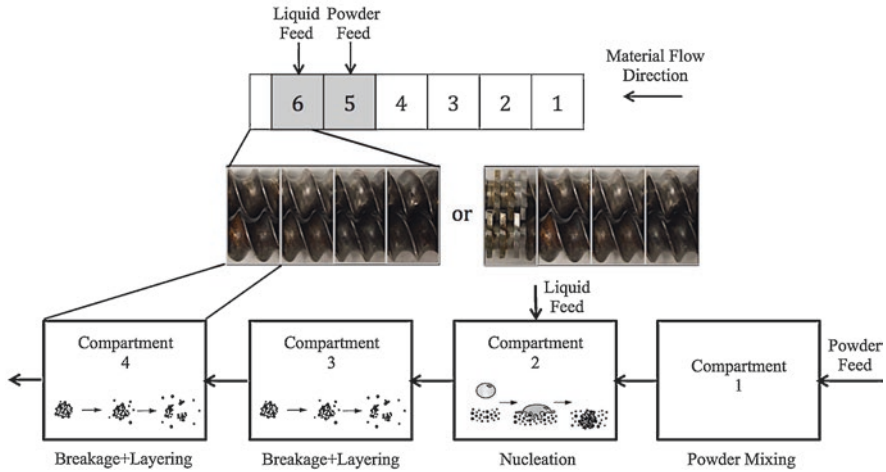 Liquid
Feed
Powder
Feed
Material Flow
Direction
6 5 4 3 2 1
or
Liquid
Feed
Compartment
4
Compartment
3
Compartment
2
Compartment
1
Powder
Feed
Breakage+Layering
Breakage+Layering
Nucleation
Powder Mixing